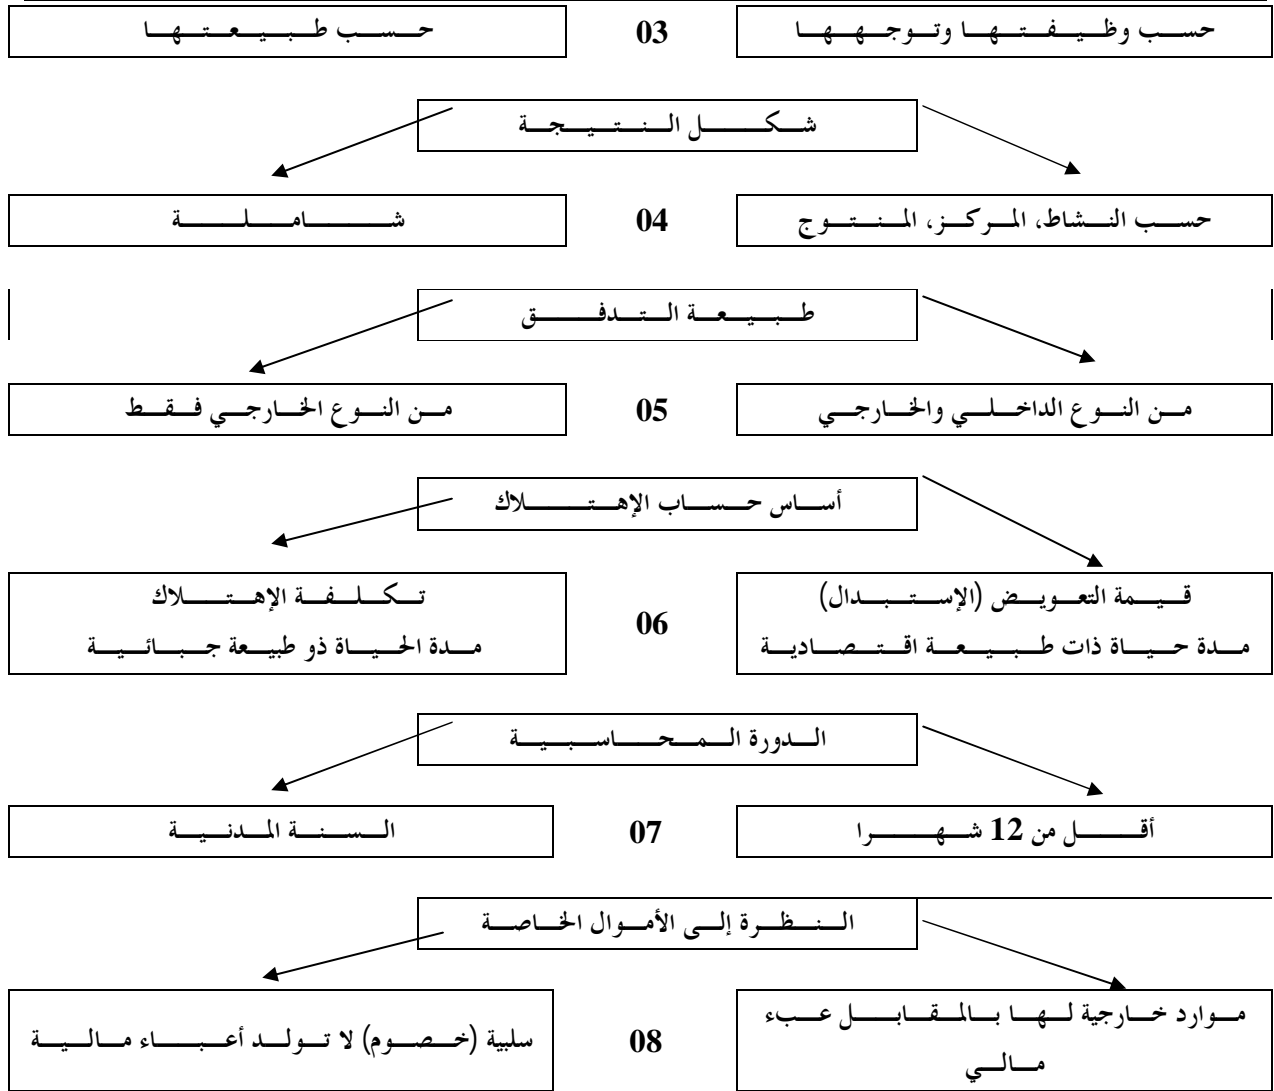 حسب وظيفتها وتوجهها
03
حسب طبيعتها
شكل النتيجة
حسب النشاط، المركز، المنتوج
04
شاملة
طبيعة التدفق
من النوع الداخلي والخارجي
05
من النوع الخارجي فقط
أساس حساب الإهتلاك
قيمة التعويض (الإستبدال)
مدة حياة ذات طبيعة اقتصادية
06
تكلفة الإهتلاك
مدة الحياة ذو طبيعة جبائية
الدورة المحاسبية
أقل من 12 شهرا
07
السنة المدنية
النظرة إلى الأموال الخاصة
موارد خارجية لها بالمقابل عبء
مالي
08
سلبية (خصوم) لا تولد أعباء مالية